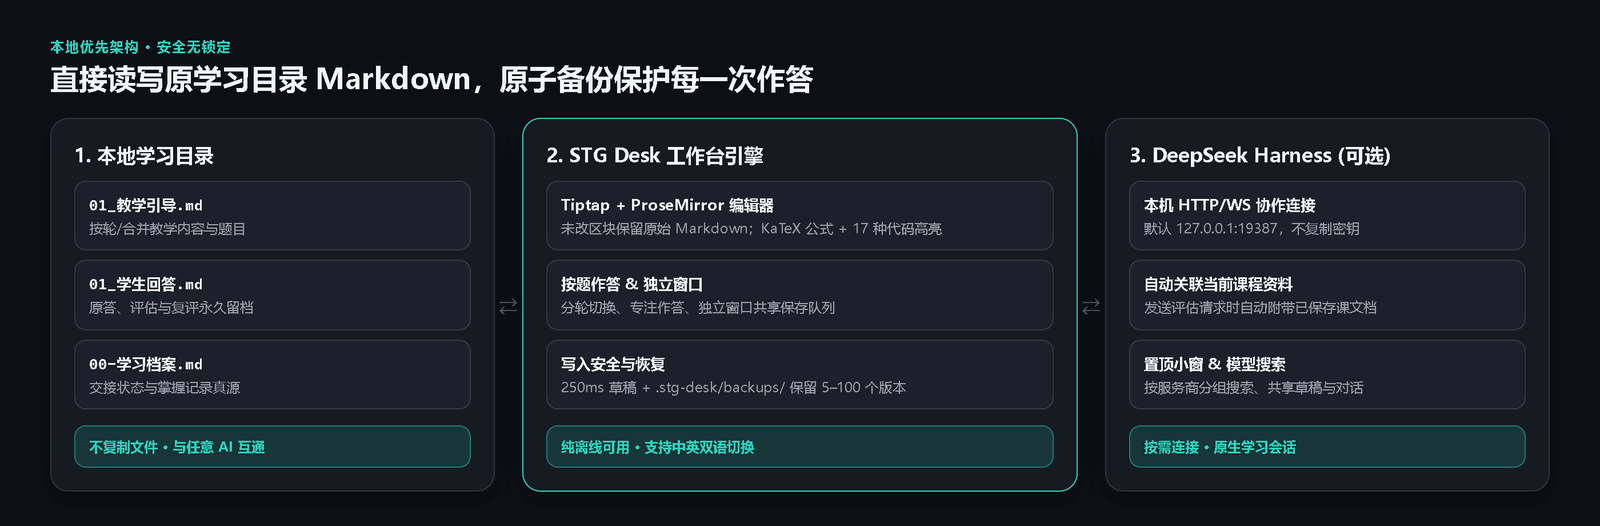 本地优先架构 • 安全无锁定
直接读写原学习目录 Markdown，原子备份保护每一次作答
1. 本地学习目录
01_教学引导.md
按轮/合并教学内容与题目
01_学生回答.md
原答、评估与复评永久留档
00-学习档案.md
交接状态与掌握记录真源
不复制文件 • 与任意 AI 互通
⇄
2. STG Desk 工作台引擎
Tiptap + ProseMirror 编辑器
未改区块保留原始 Markdown；KaTeX 公式 + 17 种代码高亮
按题作答 & 独立窗口
分轮切换、专注作答、独立窗口共享保存队列
写入安全与恢复
250ms 草稿 + .stg-desk/backups/ 保留 5–100 个版本
纯离线可用 • 支持中英双语切换
⇄
3. DeepSeek Harness (可选)
本机 HTTP/WS 协作连接
默认 127.0.0.1:19387，不复制密钥
自动关联当前课程资料
发送评估请求时自动附带已保存课文档
置顶小窗 & 模型搜索
按服务商分组搜索、共享草稿与对话
按需连接 • 原生学习会话